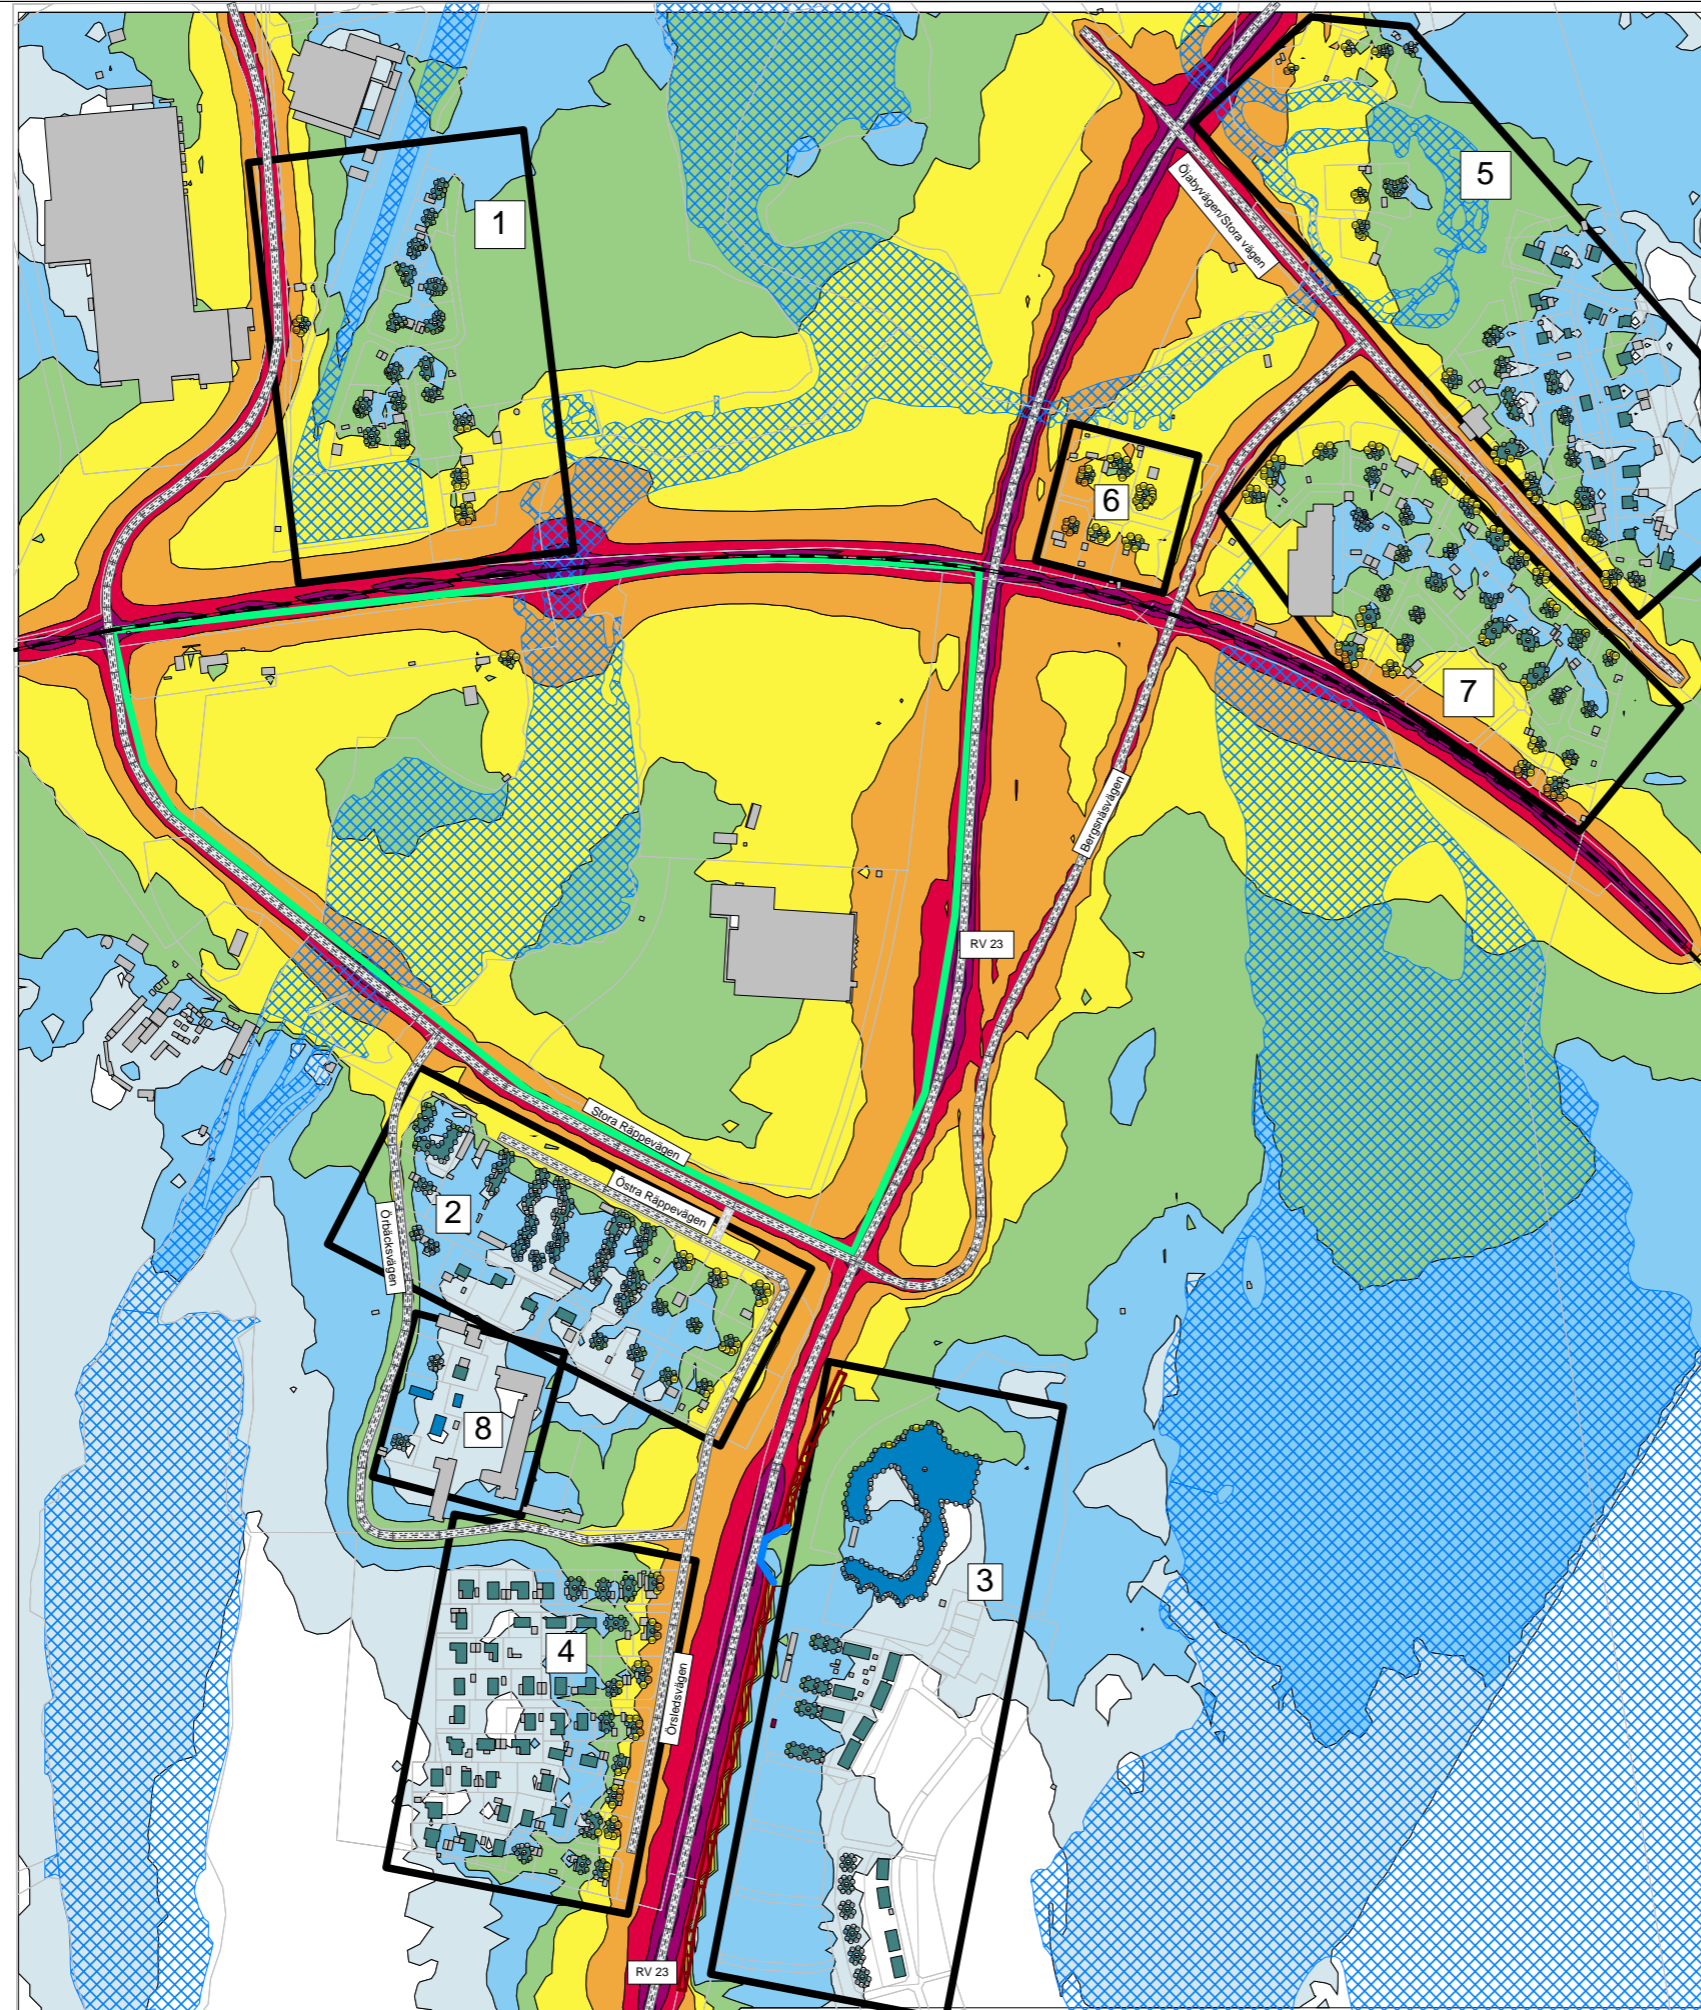 1
5
Öjabyvägen/Stora vägen
6
7
Bergsnäsvägen
RV 23
Stora Räppevägen
Östra Räppevägen
2
Örbäcksvägen
8
3
4
Örsledsvägen
RV 23